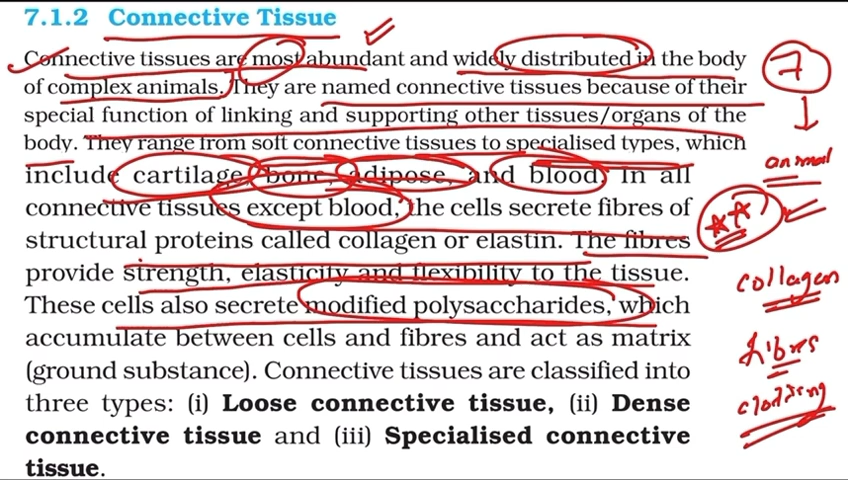 7.1.2 Connective Tissue
Connective tissues are most abundant and widely distributed in the body
of complex animals. They are named connective tissues because of their
special function of linking and supporting other tissues/organs of the
body. They range from soft connective tissues to specialised types, which
include cartilage, bone, adipose, and blood. In all
connective tissues except blood, the cells secrete fibres of
structural proteins called collagen or elastin. The fibres
provide strength, elasticity and flexibility to the tissue.
These cells also secrete modified polysaccharides, which
accumulate between cells and fibres and act as matrix
(ground substance). Connective tissues are classified into
three types: (i) Loose connective tissue, (ii) Dense
connective tissue and (iii) Specialised connective
tissue.
7
animal
collagen
fibres